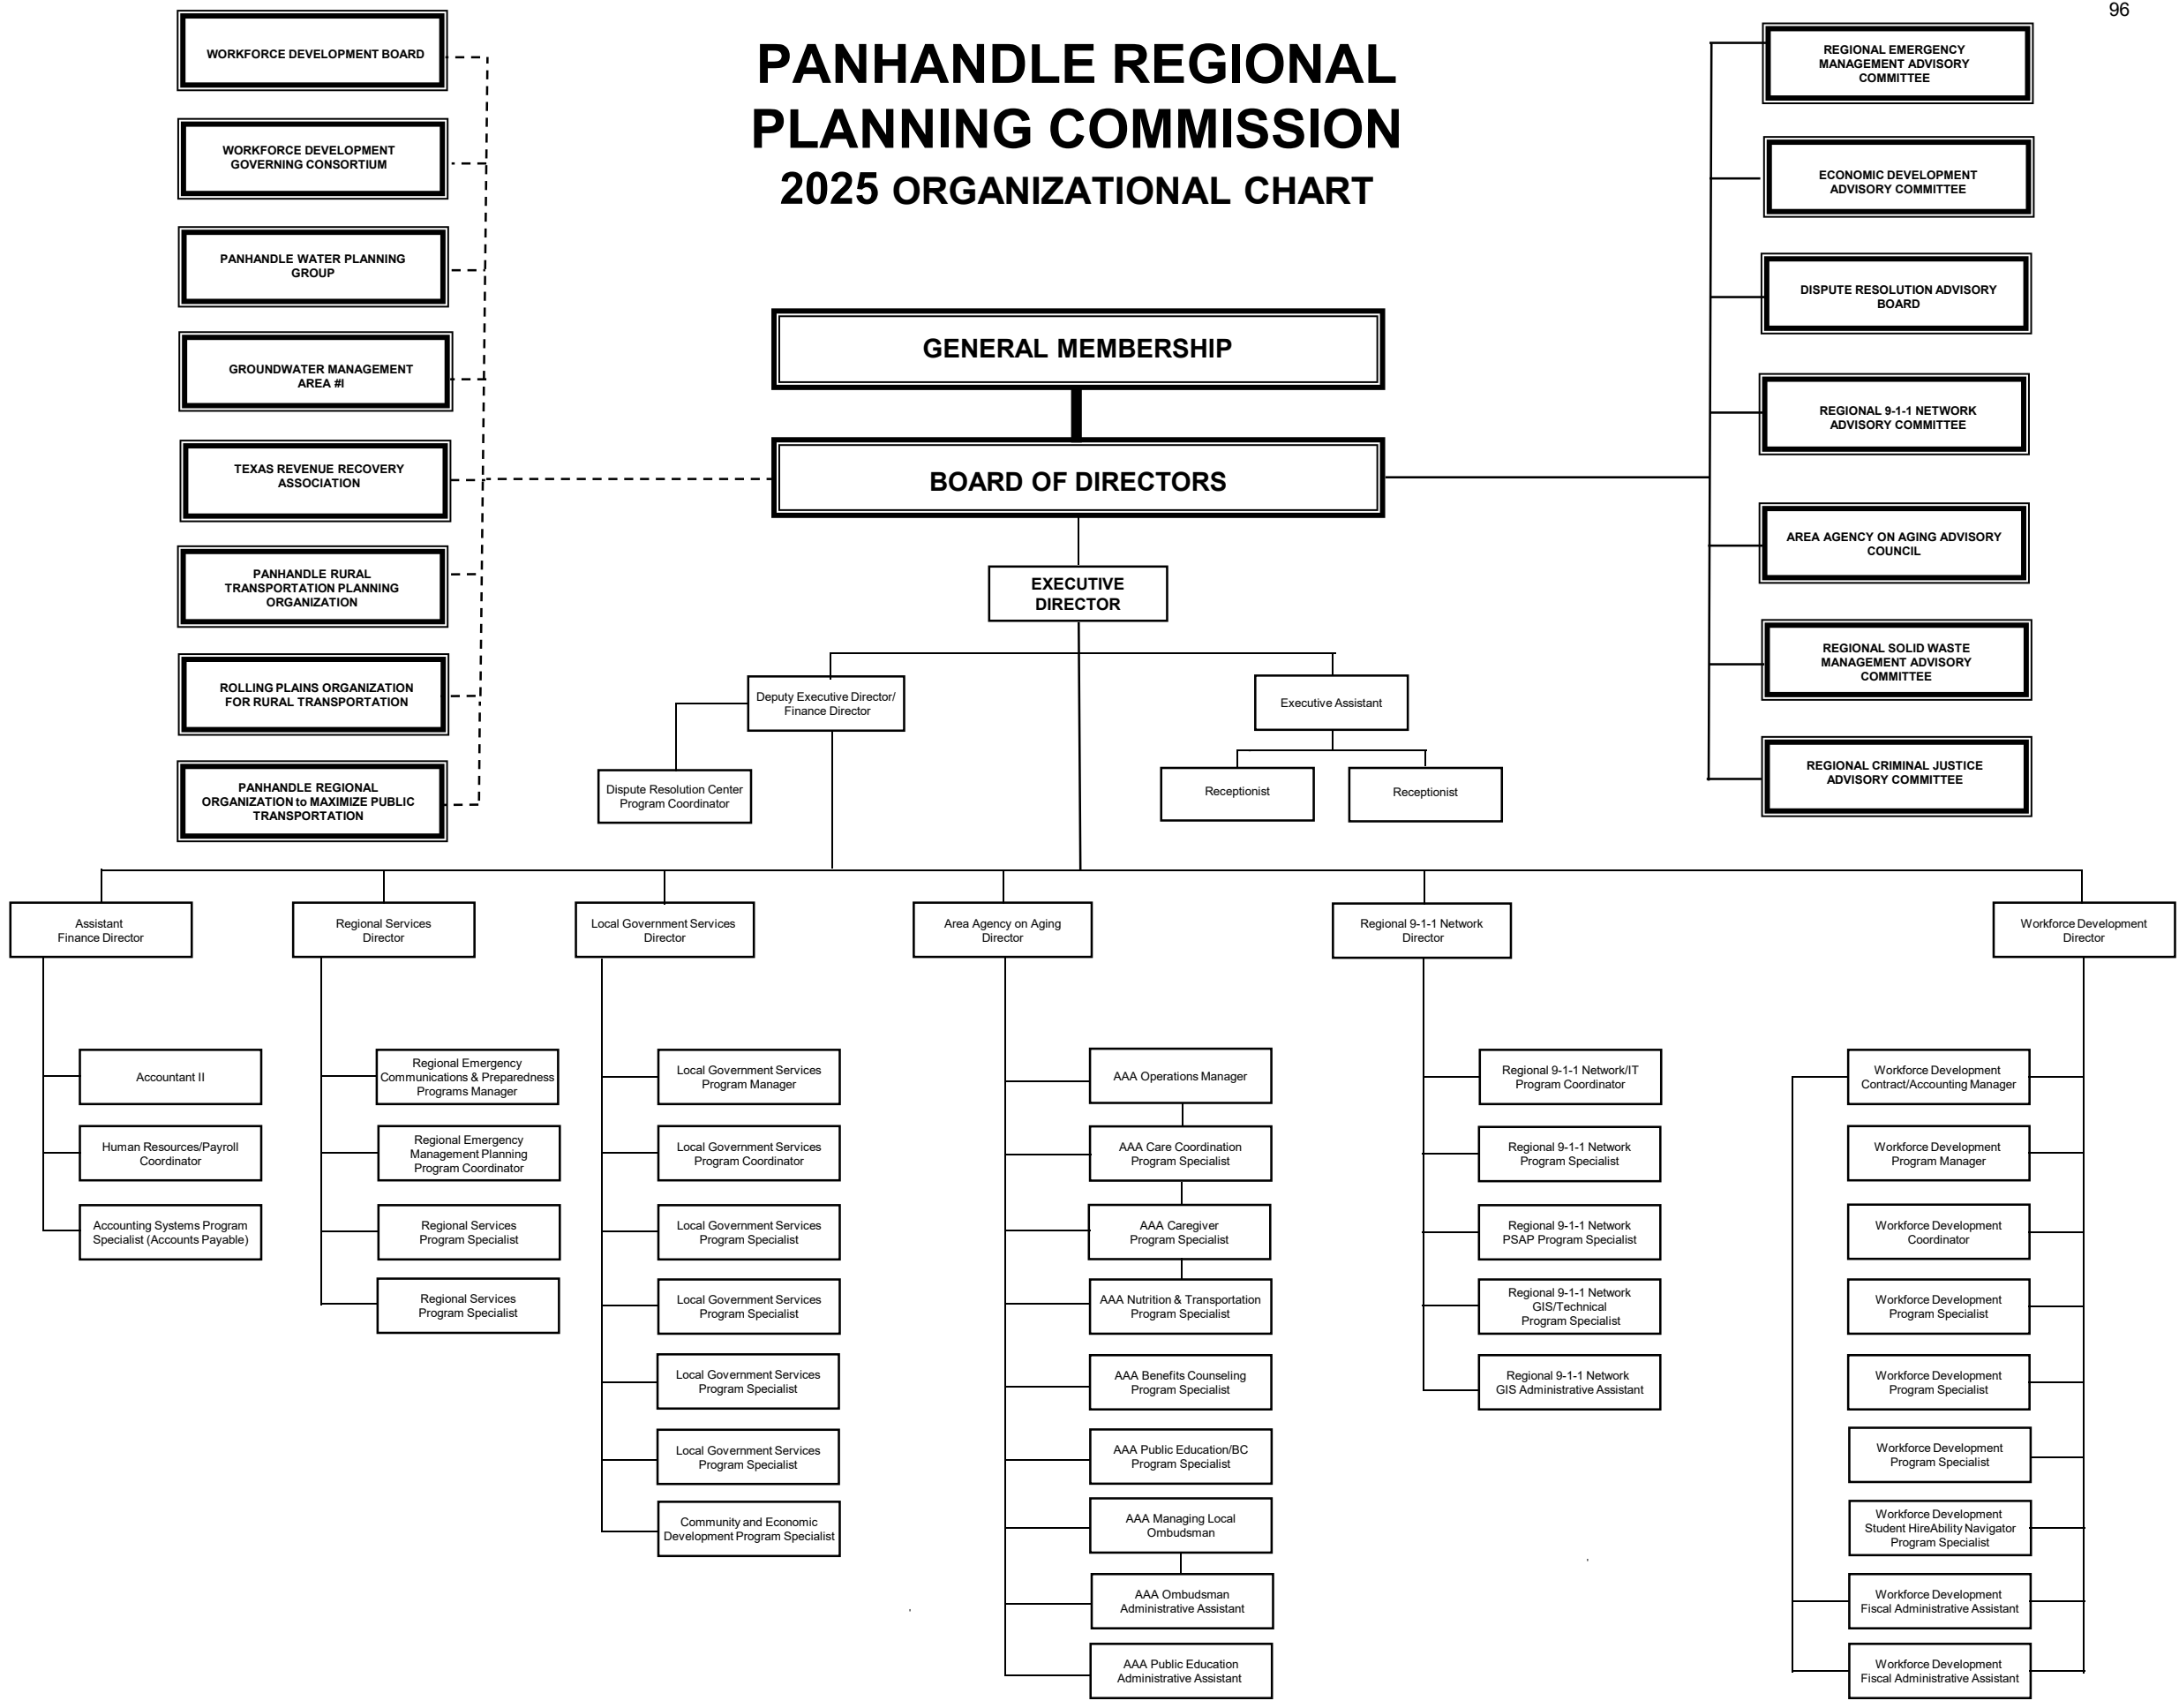 96
PANHANDLE REGIONAL
PLANNING COMMISSION
2025 ORGANIZATIONAL CHART
WORKFORCE DEVELOPMENT BOARD
WORKFORCE DEVELOPMENT
GOVERNING CONSORTIUM
PANHANDLE WATER PLANNING
GROUP
GROUNDWATER MANAGEMENT
AREA #I
TEXAS REVENUE RECOVERY
ASSOCIATION
PANHANDLE RURAL
TRANSPORTATION PLANNING
ORGANIZATION
ROLLING PLAINS ORGANIZATION
FOR RURAL TRANSPORTATION
PANHANDLE REGIONAL
ORGANIZATION to MAXIMIZE PUBLIC
TRANSPORTATION
GENERAL MEMBERSHIP
BOARD OF DIRECTORS
EXECUTIVE
DIRECTOR
Deputy Executive Director/
Finance Director
Executive Assistant
Dispute Resolution Center
Program Coordinator
Receptionist
Receptionist
REGIONAL EMERGENCY
MANAGEMENT ADVISORY
COMMITTEE
ECONOMIC DEVELOPMENT
ADVISORY COMMITTEE
DISPUTE RESOLUTION ADVISORY
BOARD
REGIONAL 9-1-1 NETWORK
ADVISORY COMMITTEE
AREA AGENCY ON AGING ADVISORY
COUNCIL
REGIONAL SOLID WASTE
MANAGEMENT ADVISORY
COMMITTEE
REGIONAL CRIMINAL JUSTICE
ADVISORY COMMITTEE
Assistant
Finance Director
Accountant II
Human Resources/Payroll
Coordinator
Accounting Systems Program
Specialist (Accounts Payable)
Regional Services
Director
Regional Emergency
Communications & Preparedness
Programs Manager
Regional Emergency
Management Planning
Program Coordinator
Regional Services
Program Specialist
Regional Services
Program Specialist
Local Government Services
Director
Local Government Services
Program Manager
Local Government Services
Program Coordinator
Local Government Services
Program Specialist
Local Government Services
Program Specialist
Local Government Services
Program Specialist
Local Government Services
Program Specialist
Community and Economic
Development Program Specialist
Area Agency on Aging
Director
AAA Operations Manager
AAA Care Coordination
Program Specialist
AAA Caregiver
Program Specialist
AAA Nutrition & Transportation
Program Specialist
AAA Benefits Counseling
Program Specialist
AAA Public Education/BC
Program Specialist
AAA Managing Local
Ombudsman
AAA Ombudsman
Administrative Assistant
AAA Public Education
Administrative Assistant
Regional 9-1-1 Network
Director
Regional 9-1-1 Network/IT
Program Coordinator
Regional 9-1-1 Network
Program Specialist
Regional 9-1-1 Network
PSAP Program Specialist
Regional 9-1-1 Network
GIS/Technical
Program Specialist
Regional 9-1-1 Network
GIS Administrative Assistant
Workforce Development
Director
Workforce Development
Contract/Accounting Manager
Workforce Development
Program Manager
Workforce Development
Coordinator
Workforce Development
Program Specialist
Workforce Development
Program Specialist
Workforce Development
Program Specialist
Workforce Development
Student HireAbility Navigator
Program Specialist
Workforce Development
Fiscal Administrative Assistant
Workforce Development
Fiscal Administrative Assistant